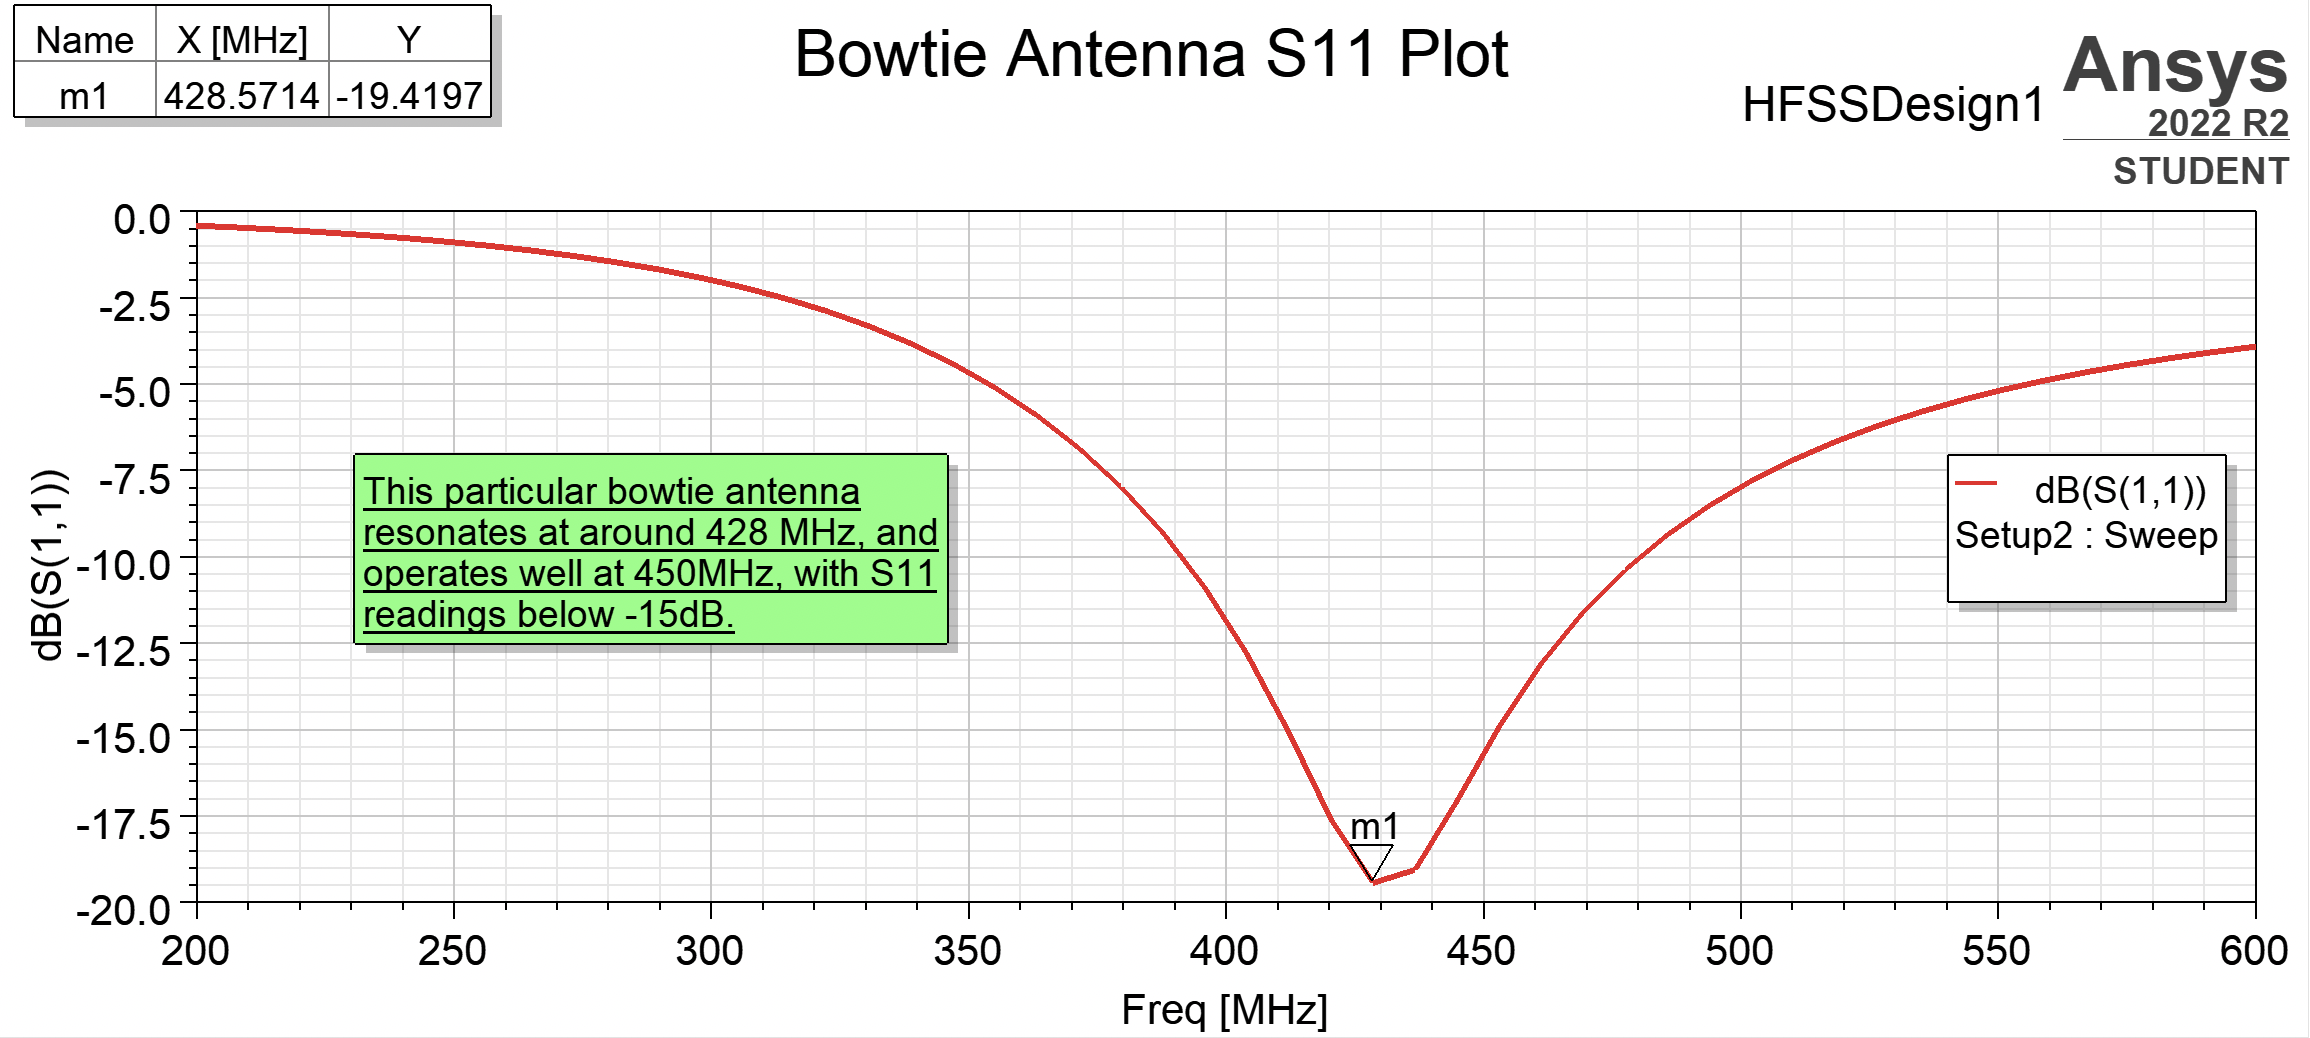 Name X [MHz] Y
m1 428.5714 -19.4197
Bowtie Antenna S11 Plot
HFSSDesign1
Ansys
2022 R2
STUDENT
0.0
-2.5
-5.0
-7.5
-10.0
-12.5
-15.0
-17.5
-20.0
dB(S(1,1))
This particular bowtie antenna
resonates at around 428 MHz, and
operates well at 450MHz, with S11
readings below -15dB.
dB(S(1,1))
Setup2 : Sweep
m1
200 250 300 350 400 450 500 550 600
Freq [MHz]